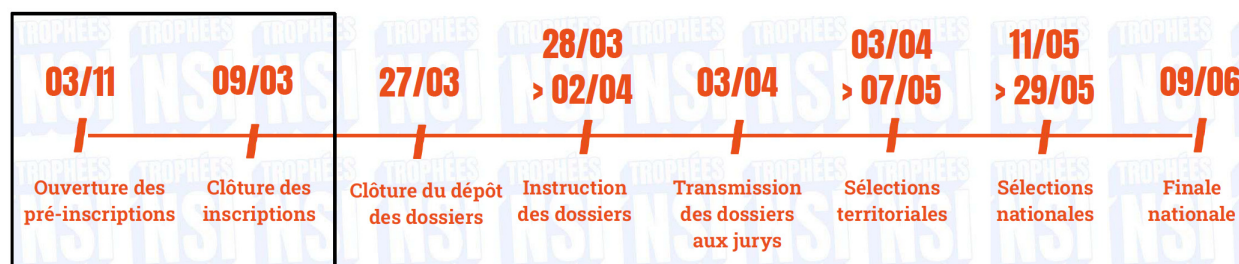 03/11
Ouverture des
pré-inscriptions
09/03
Clôture des
inscriptions
27/03
Clôture du dépôt
des dossiers
28/03
> 02/04
Instruction
des dossiers
03/04
Transmission
des dossiers
aux jurys
03/04
> 07/05
Sélections
territoriales
11/05
> 29/05
Sélections
nationales
09/06
Finale
nationale
TROPHÉES
NSI